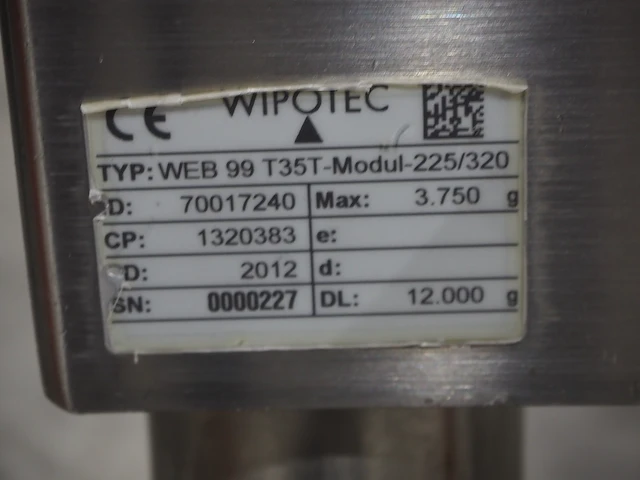 CE WIPOTEC
TYP: WEB 99 T35T-Modul-225/320
D: 70017240 Max: 3.750 g
CP: 1320383 e:
D: 2012 d:
SN: 0000227 DL: 12.000 g